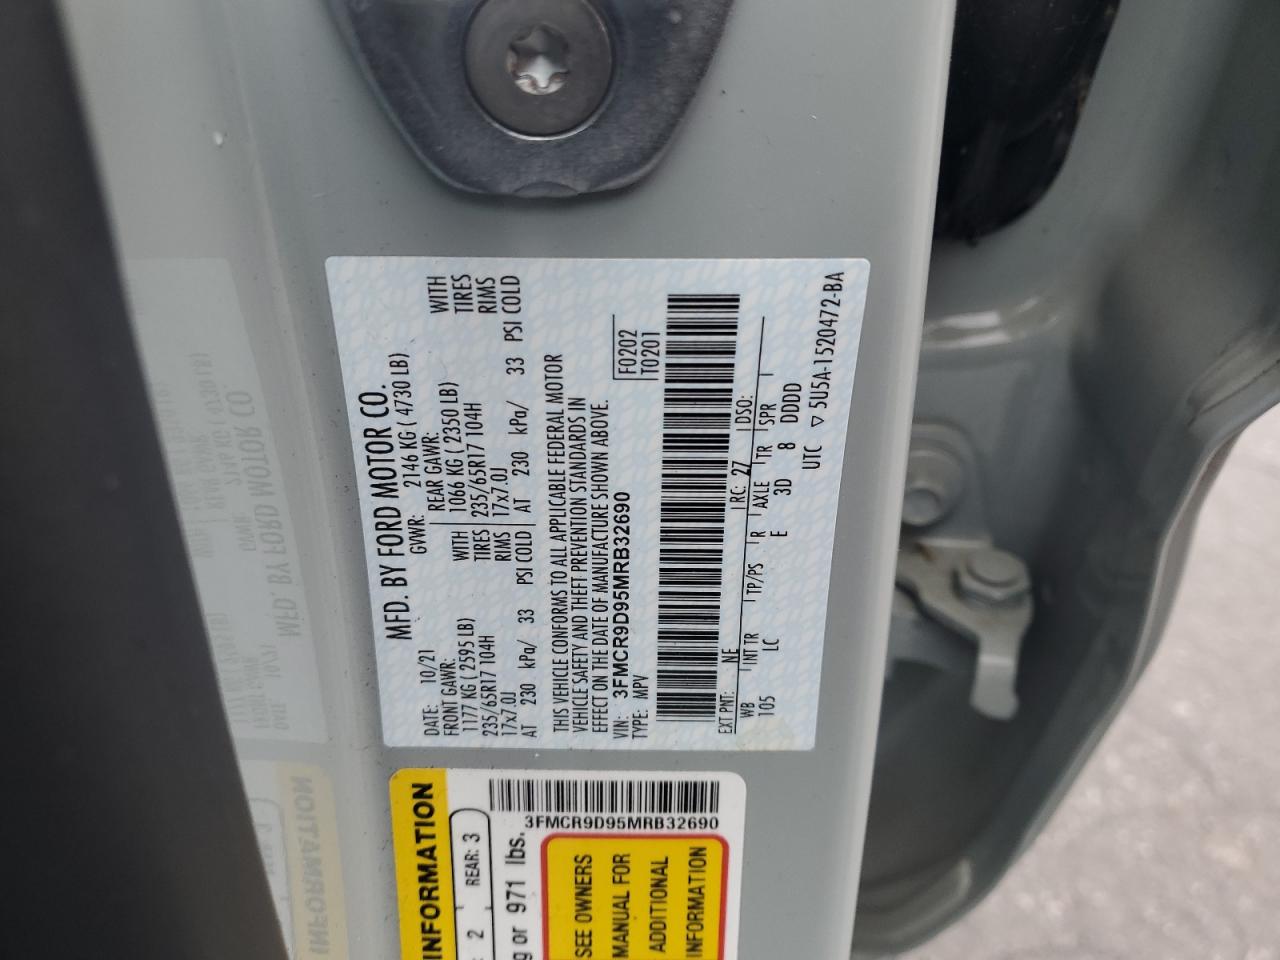 MFD. BY FORD MOTOR CO.
DATE: 10/21 GVWR: 2146 KG ( 4730 LB)
FRONT GAWR: REAR GAWR:
1177 KG ( 2595 LB) WITH 1066 KG ( 2350 LB) WITH
235/65R17 104H TIRES 235/65R17 104H TIRES
17x7.0J RIMS 17x7.0J RIMS
AT 230 kPa/ 33 PSI COLD AT 230 kPa/ 33 PSI COLD
THIS VEHICLE CONFORMS TO ALL APPLICABLE FEDERAL MOTOR
VEHICLE SAFETY AND THEFT PREVENTION STANDARDS IN
EFFECT ON THE DATE OF MANUFACTURE SHOWN ABOVE.
VIN: 3FMCR9D95MRB32690 F0202
TYPE: MPV T0201
EXT PNT: NE RC: 27 DSO:
WB INT TR TP/PS R AXLE TR SPR
105 LC E 3D 8 DDDD
UTC ▽ 5U5A-1520472-BA
INFORMATION
2 REAR: 3
3FMCR9D95MRB32690
or 971 lbs.
SEE OWNERS
MANUAL FOR
ADDITIONAL
INFORMATION